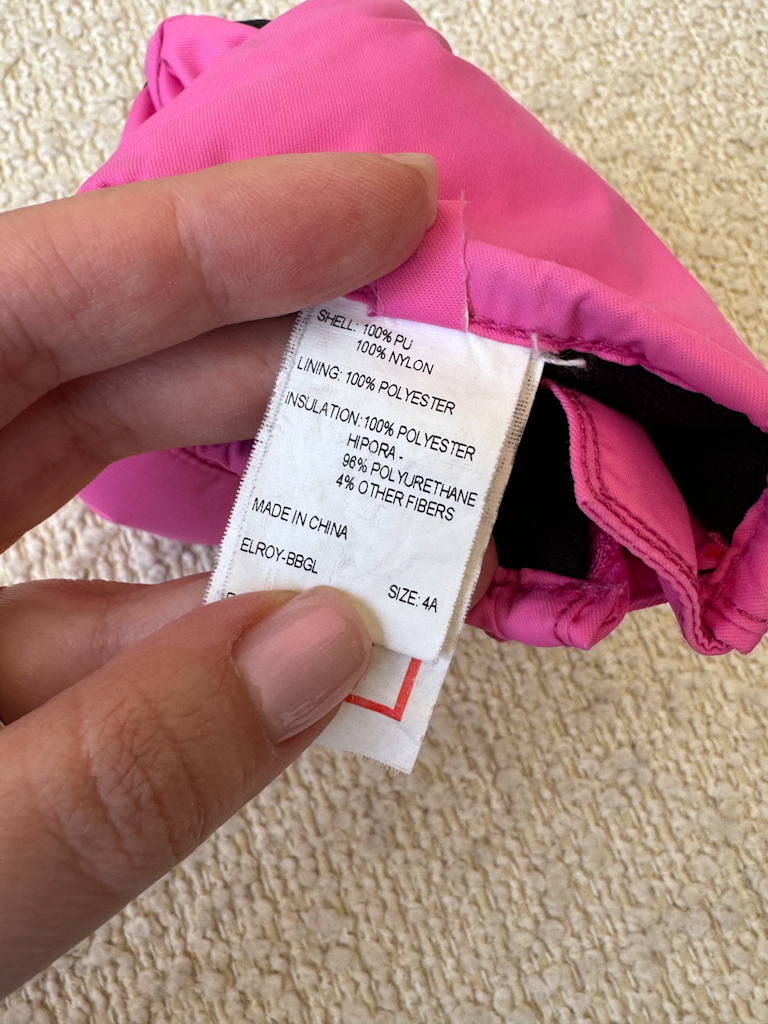 SHELL: 100% PU
100% NYLON
LINING: 100% POLYESTER
INSULATION: 100% POLYESTER
HIPORA -
96% POLYURETHANE
4% OTHER FIBERS
MADE IN CHINA
ELROY-BBGL
SIZE: 4A